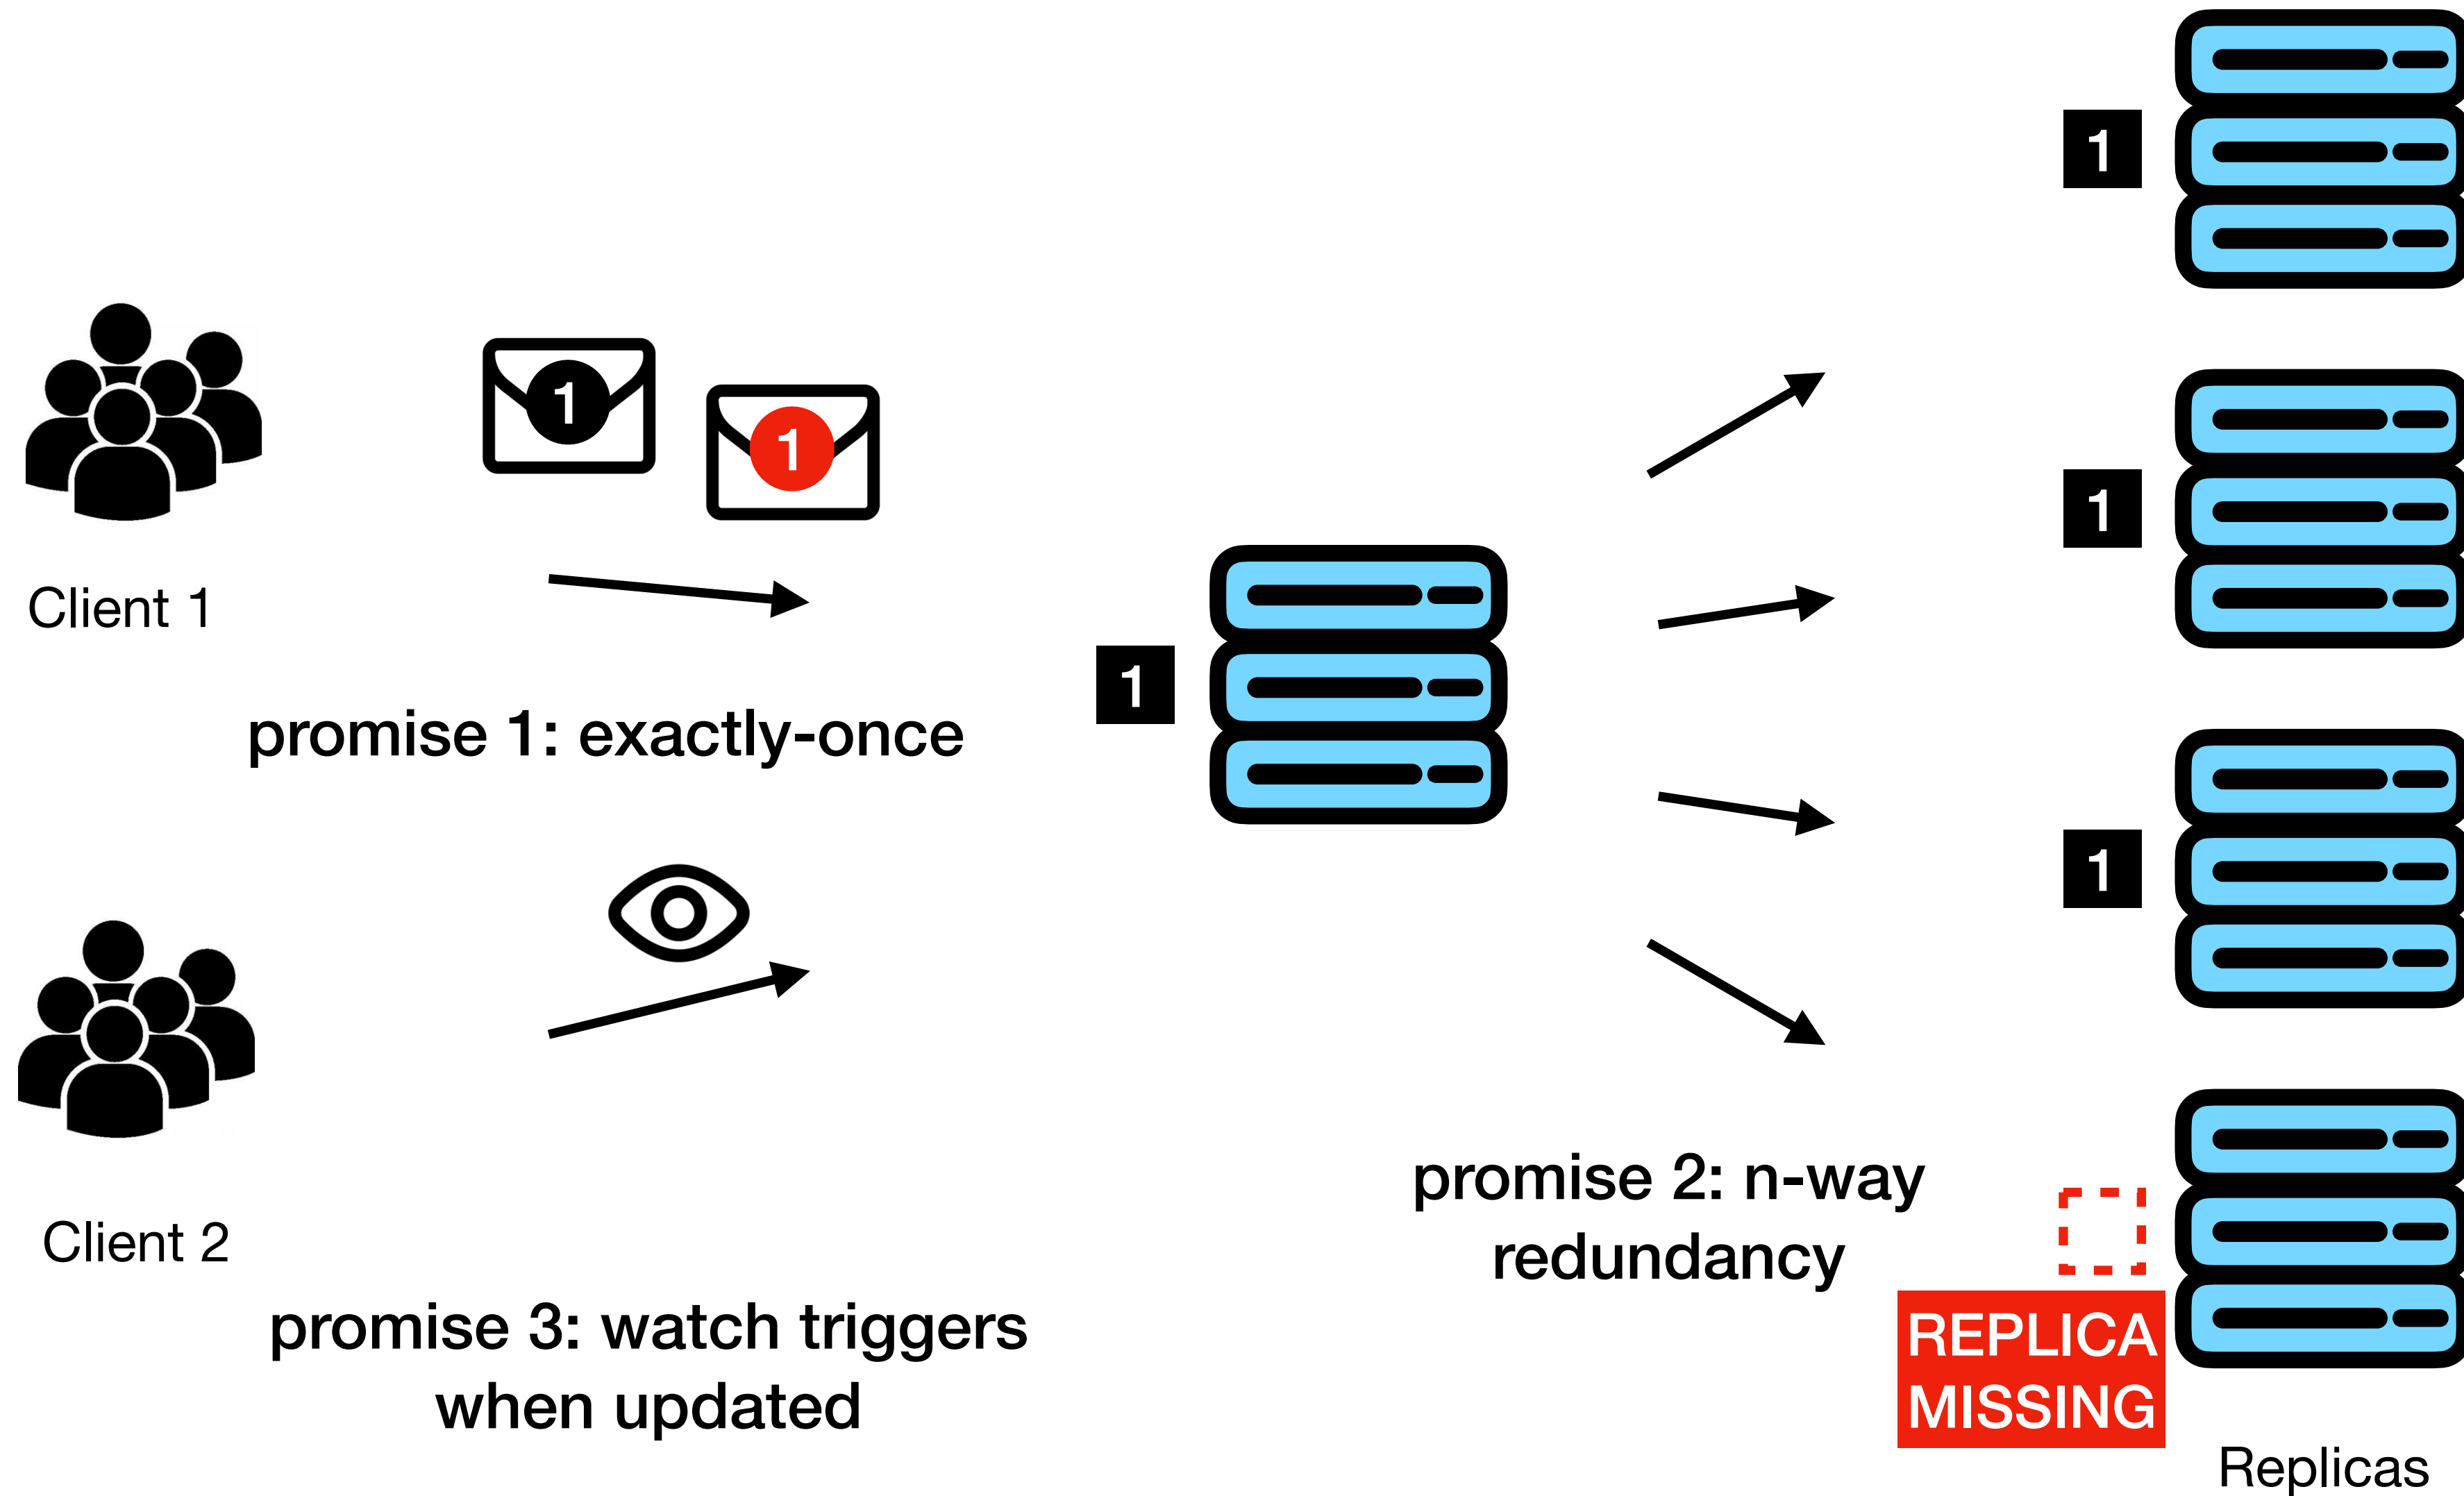 1
1
1
1
Client 1
1
promise 1: exactly-once
1
Client 2
promise 2: n-way
redundancy
promise 3: watch triggers
when updated
REPLICA
MISSING
Replicas